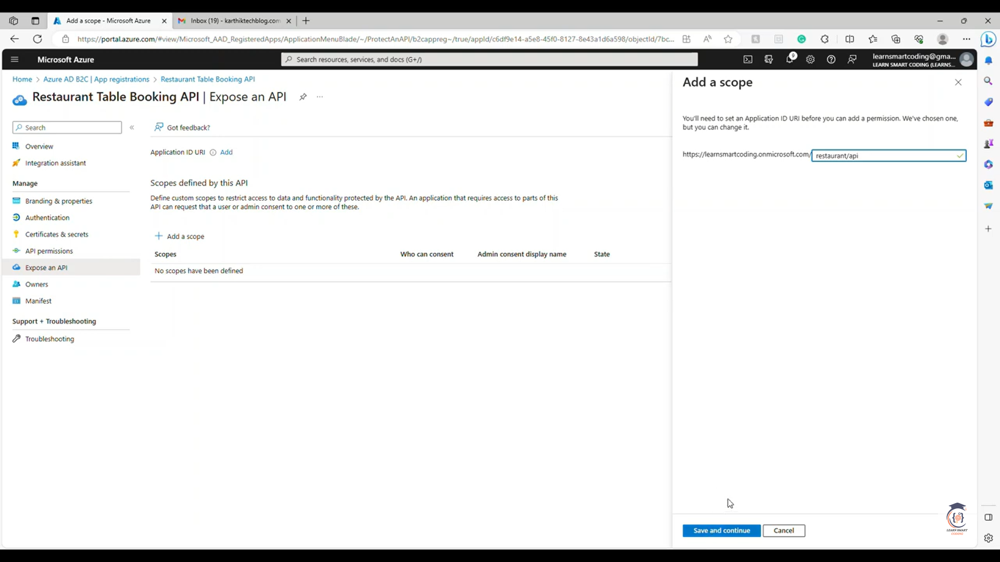 Add a scope - Microsoft Azure
Inbox (19) - karthiktechblog.com
https://portal.azure.com/#view/Microsoft_AAD_RegisteredApps/ApplicationMenuBlade/~/ProtectAnAPI/b2cappreg~/true/appId/c6df9e14-a5e8-45f0-8127-8e43a1d6a598/objectId/7bc...
Microsoft Azure
Search resources, services, and docs (G+/)
9
learnsmartcoding@gma...
LEARN SMART CODING (LEARNS...
Home > Azure AD B2C | App registrations > Restaurant Table Booking API
Restaurant Table Booking API | Expose an API
...
Search
«
Overview
Integration assistant
Manage
Branding & properties
Authentication
Certificates & secrets
API permissions
Expose an API
Owners
Manifest
Support + Troubleshooting
Troubleshooting
Got feedback?
Application ID URI Add
Scopes defined by this API
Define custom scopes to restrict access to data and functionality protected by the API. An application that requires access to parts of this
API can request that a user or admin consent to one or more of these.
Add a scope
Scopes Who can consent Admin consent display name State
No scopes have been defined
Add a scope
You'll need to set an Application ID URI before you can add a permission. We've chosen one,
but you can change it.
https://learnsmartcoding.onmicrosoft.com/ restaurant/api
Save and continue
Cancel
LEARN SMART
CODING